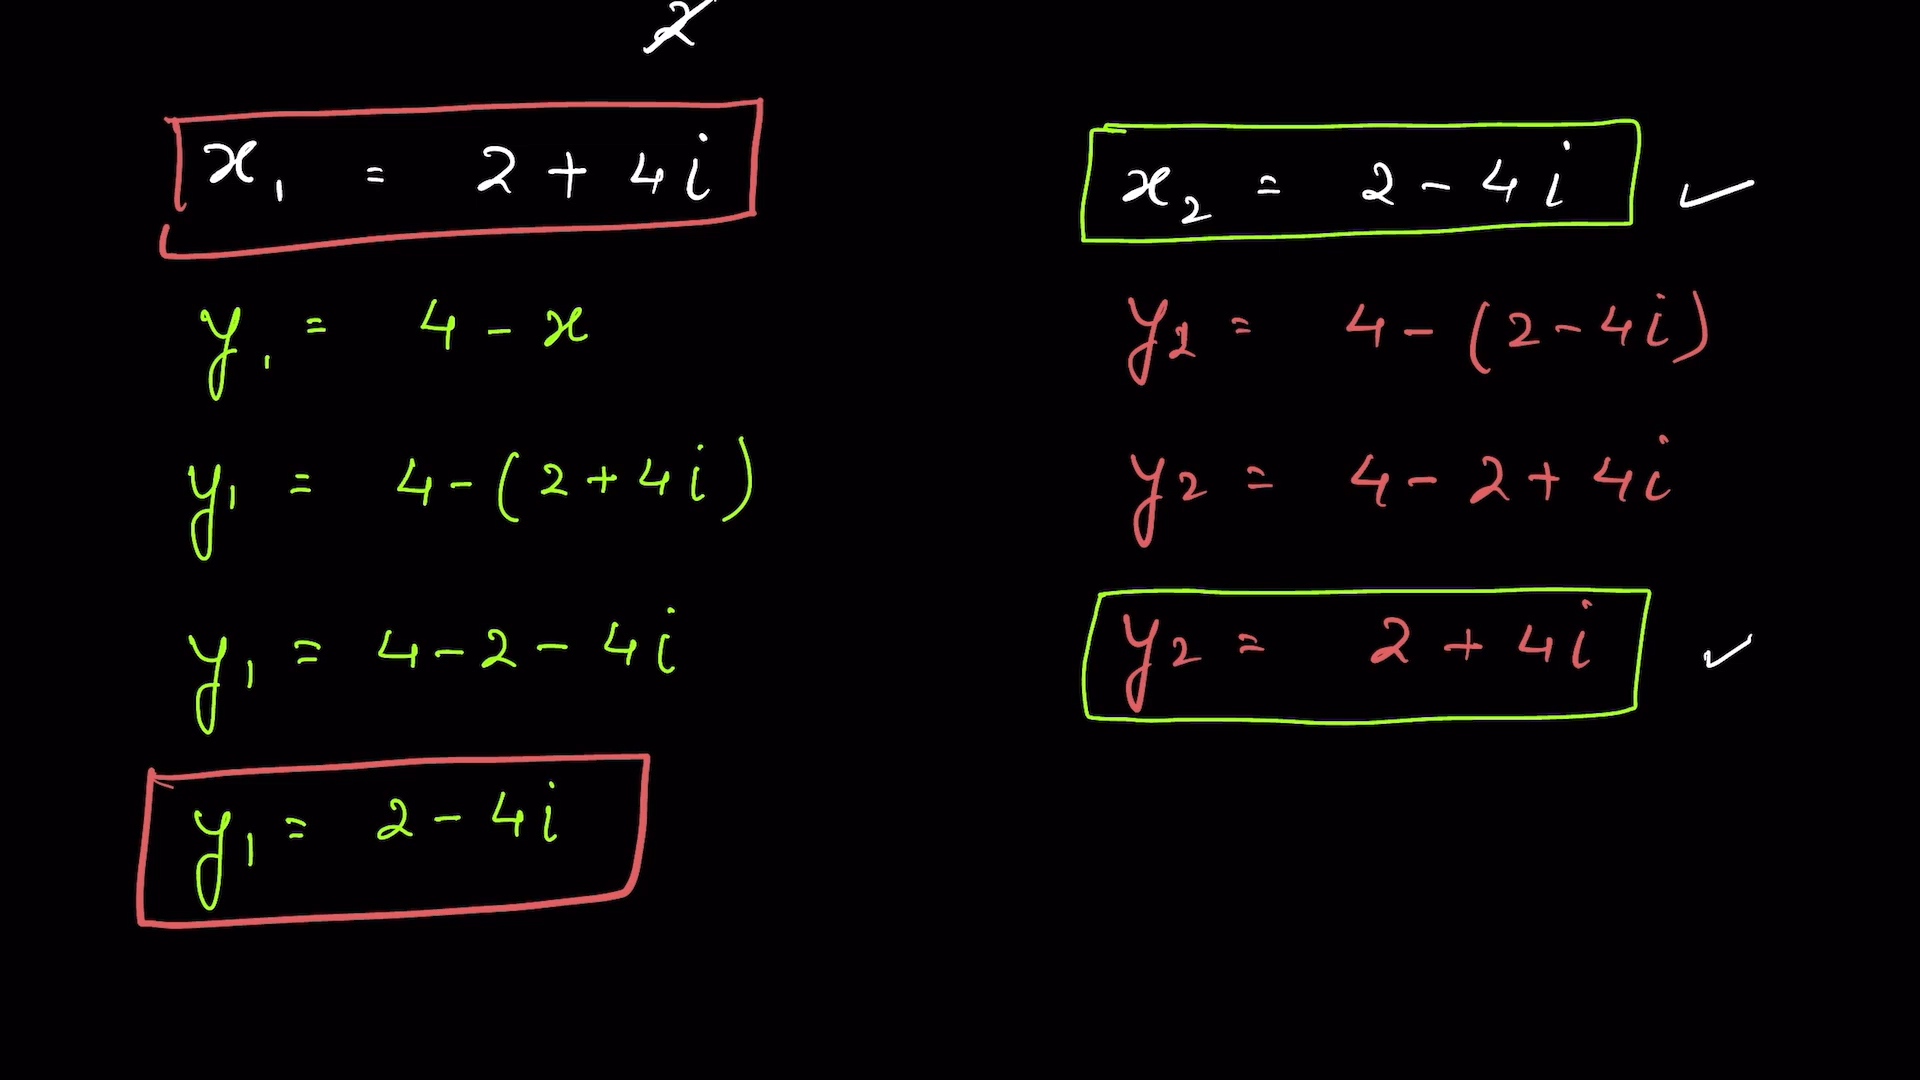 2
x₁ = 2 + 4i
y₁ = 4 - x
y₁ = 4 - (2 + 4i)
y₁ = 4 - 2 - 4i
y₁ = 2 - 4i
x₂ = 2 - 4i ✓
y₂ = 4 - (2 - 4i)
y₂ = 4 - 2 + 4i
y₂ = 2 + 4i ✓